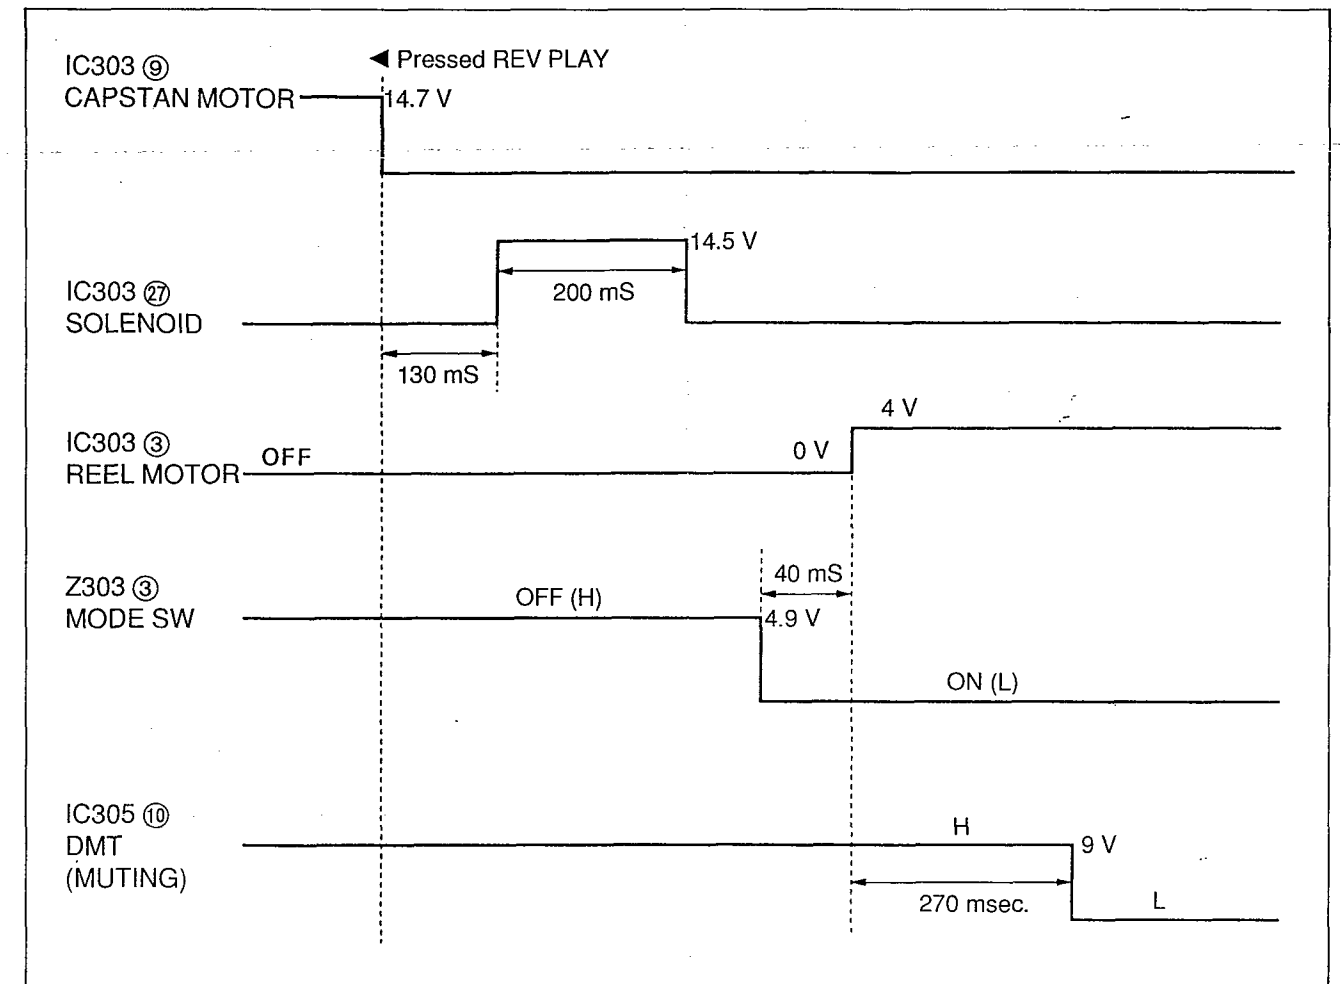 ◀ Pressed REV PLAY
IC303 ⑨
CAPSTAN MOTOR
14.7 V
14.5 V
200 mS
IC303 ㉗
SOLENOID
130 mS
4 V
IC303 ③
REEL MOTOR
OFF
0 V
40 mS
Z303 ③
MODE SW
OFF (H)
4.9 V
ON (L)
IC305 ⑩
DMT
(MUTING)
H
9 V
270 msec.
L